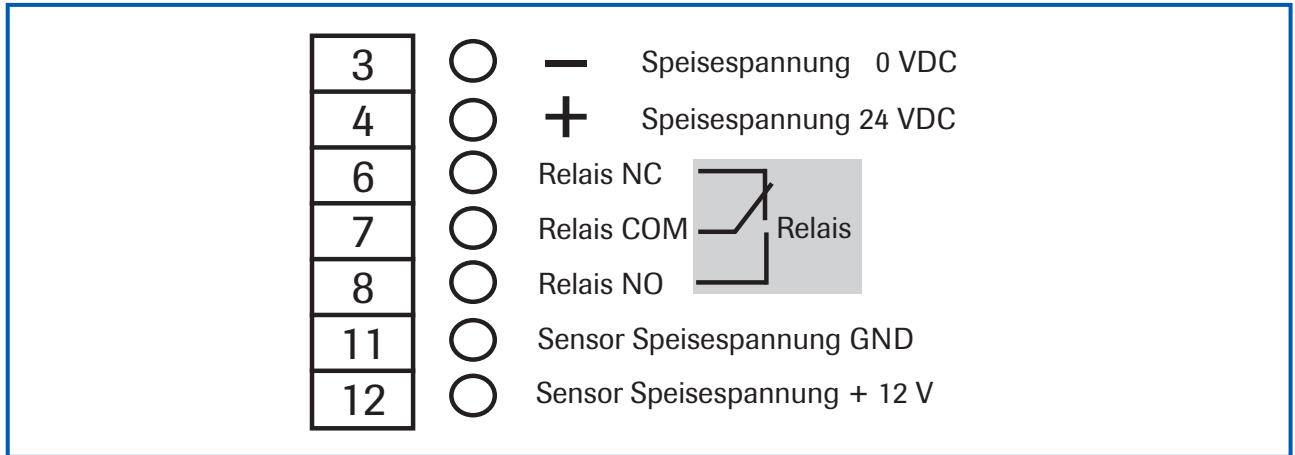 3 − Speisespannung 0 VDC
4 + Speisespannung 24 VDC
6 Relais NC
7 Relais COM Relais
8 Relais NO
11 Sensor Speisespannung GND
12 Sensor Speisespannung + 12 V